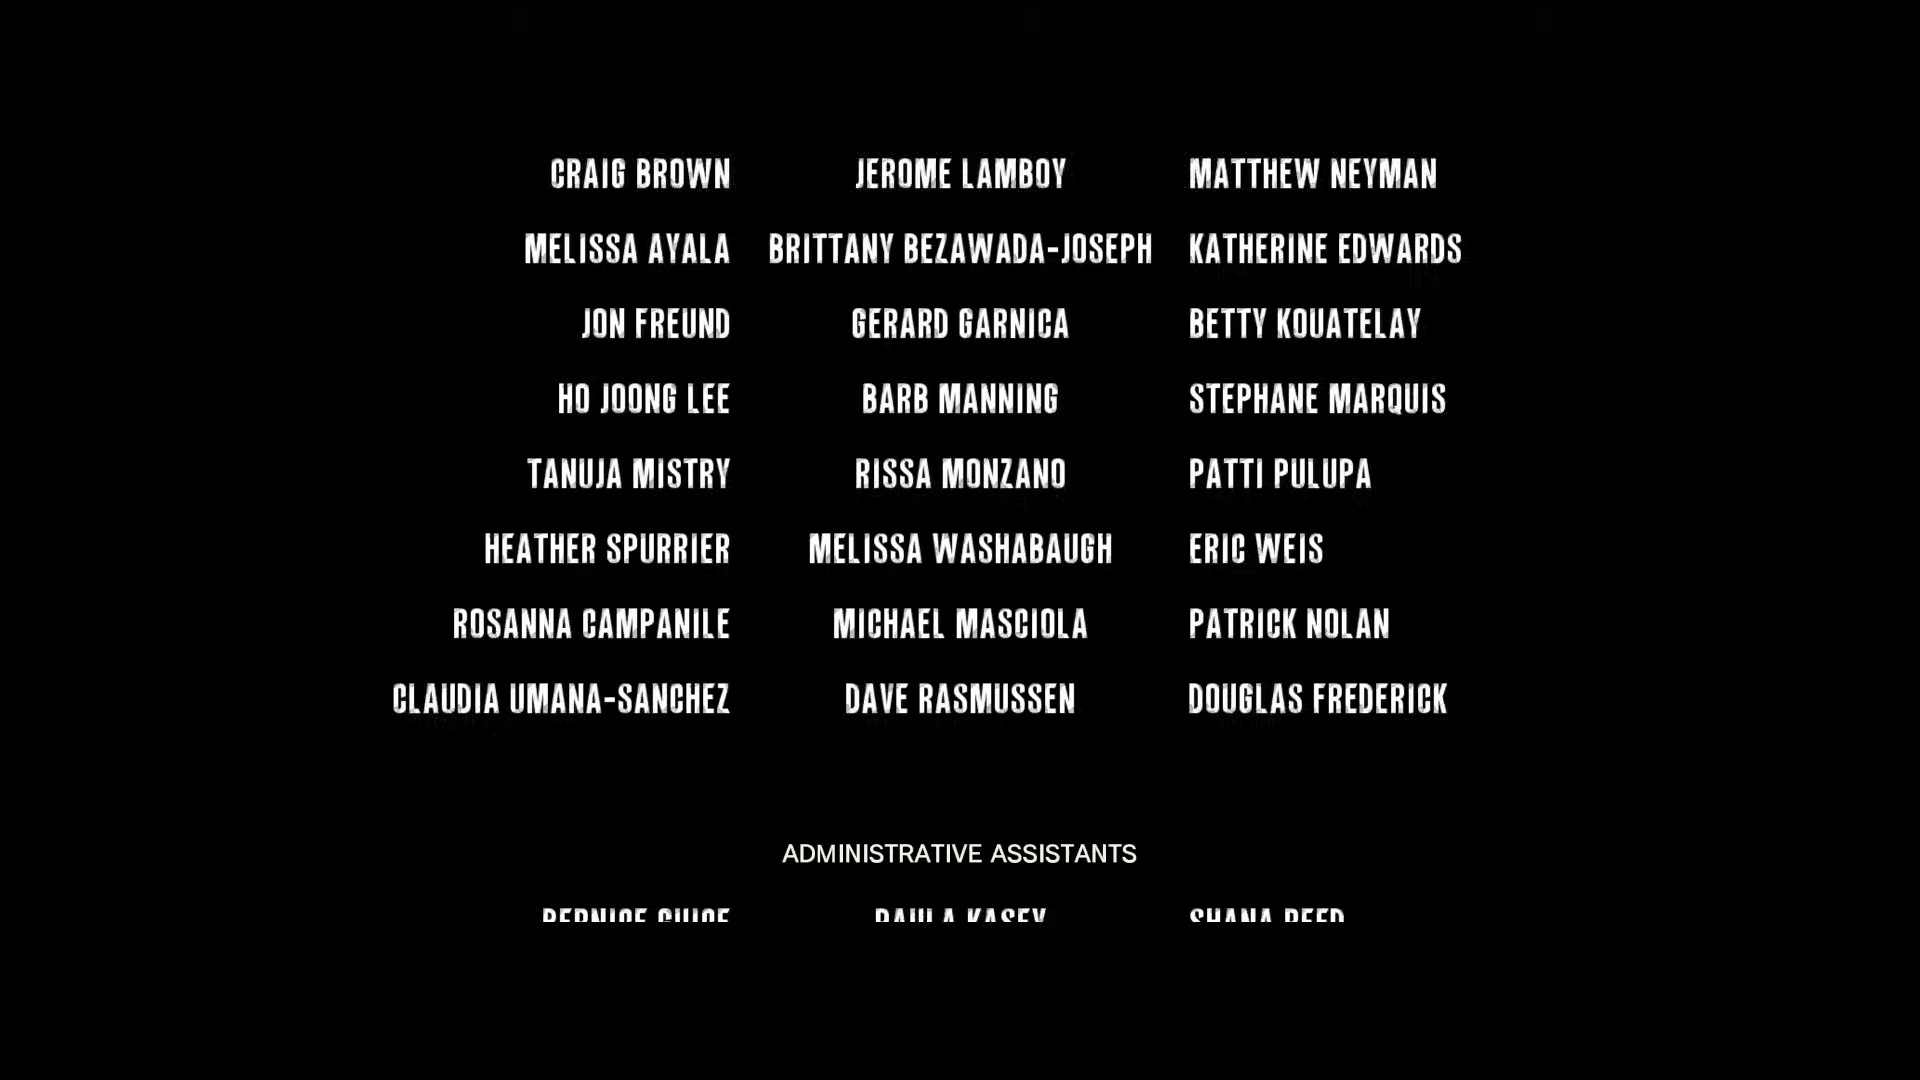 CRAIG BROWN JEROME LAMBOY MATTHEW NEYMAN
MELISSA AYALA BRITTANY BEZAWADA-JOSEPH KATHERINE EDWARDS
JON FREUND GERARD GARNICA BETTY KOUATELAY
HO JOONG LEE BARB MANNING STEPHANE MARQUIS
TANUJA MISTRY RISSA MONZANO PATTI PULUPA
HEATHER SPURRIER MELISSA WASHABAUGH ERIC WEIS
ROSANNA CAMPANILE MICHAEL MASCIOLA PATRICK NOLAN
CLAUDIA UMANA-SANCHEZ DAVE RASMUSSEN DOUGLAS FREDERICK
ADMINISTRATIVE ASSISTANTS
PAULA KASEY